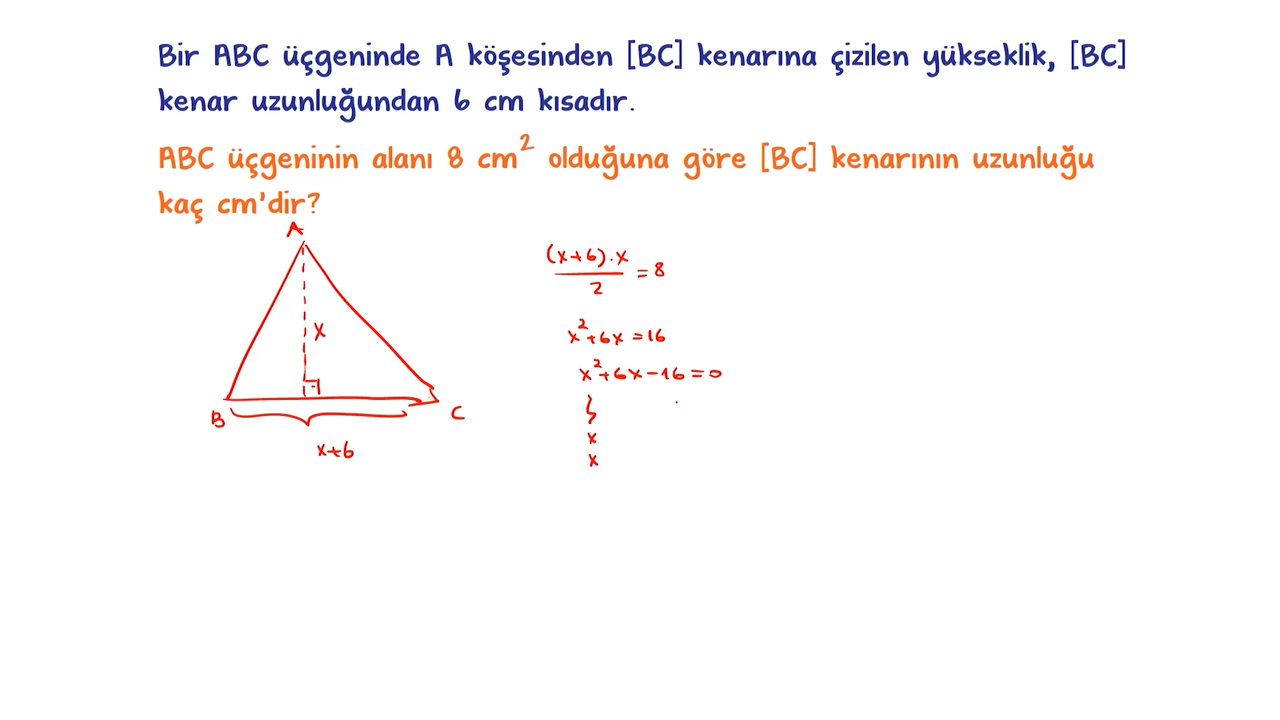 Bir ABC üçgeninde A köşesinden [BC] kenarına çizilen yükseklik, [BC]
kenar uzunluğundan 6 cm kısadır.
ABC üçgeninin alanı 8 cm² olduğuna göre [BC] kenarının uzunluğu
kaç cm'dir?
A
x
B
C
x+6
(x+6).x
/2 = 8
x²+6x=16
x²+6x-16=0
x
x